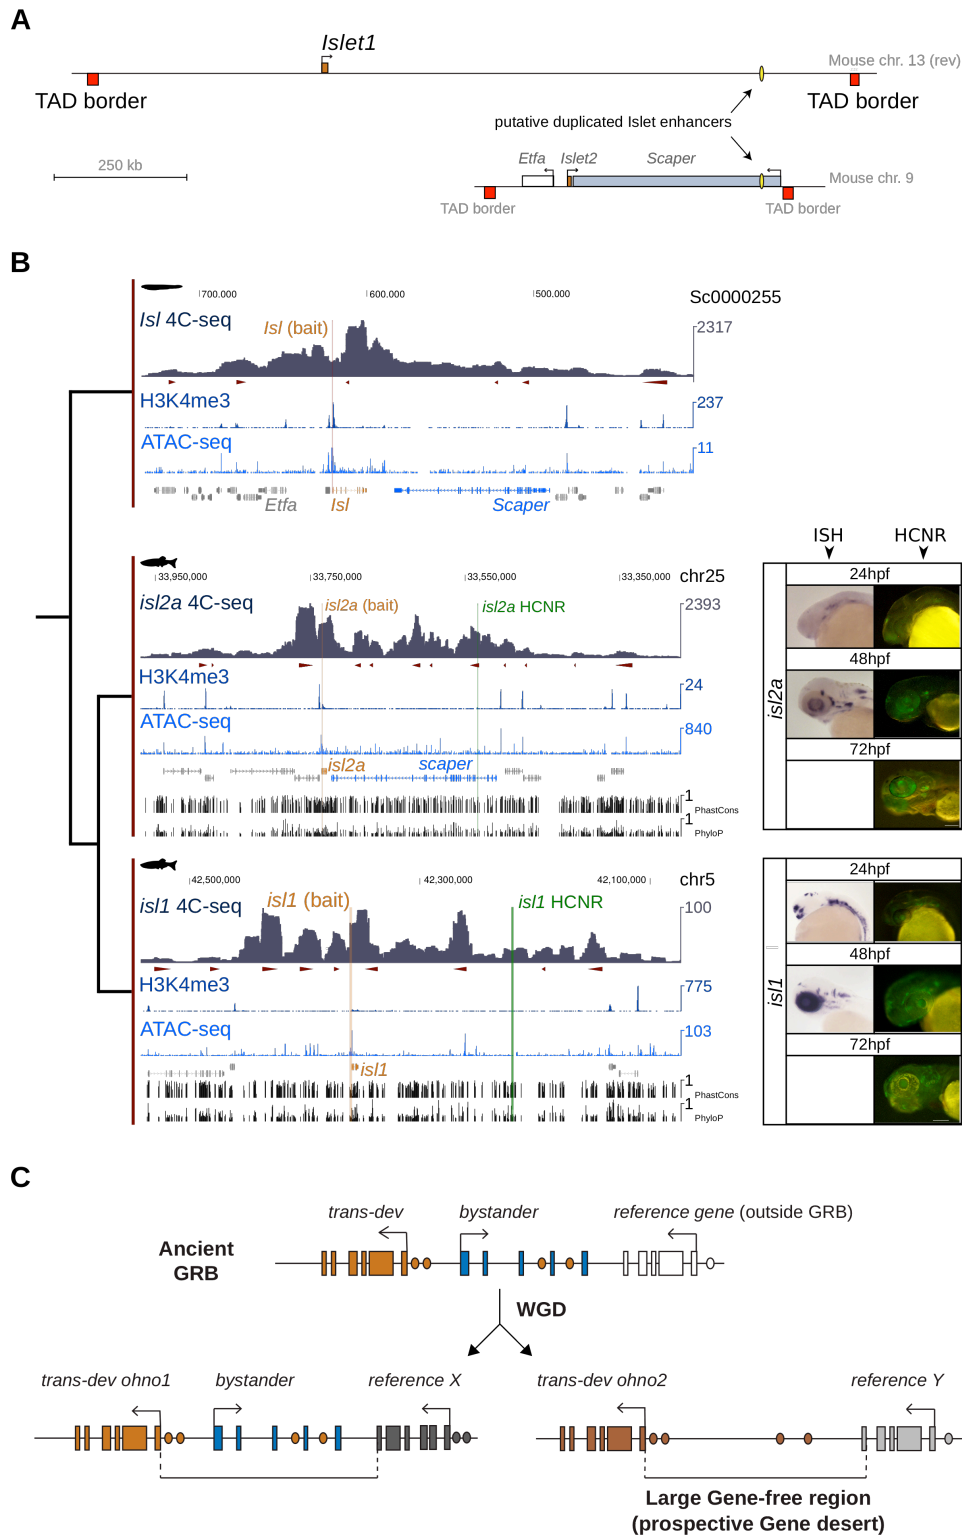 A
Islet1
Mouse chr. 13 (rev)
TAD border
TAD border
putative duplicated Islet enhancers
250 kb
Etfa
Islet2
Scaper
Mouse chr. 9
TAD border
TAD border
B
700,000
600,000
500,000
Sc0000255
Isl 4C-seq
Isl (bait)
2317
H3K4me3
237
ATAC-seq
11
Etfa
Isl
Scaper
ISH
HCNR
33,950,000
33,750,000
33,550,000
33,350,000
chr25
24hpf
isl2a 4C-seq
isl2a (bait)
isl2a HCNR
2393
48hpf
H3K4me3
24
isl2a
ATAC-seq
840
72hpf
isl2a
scaper
1
PhastCons
1
PhyloP
42,500,000
42,300,000
42,100,000
chr5
24hpf
isl1 4C-seq
isl1 (bait)
isl1 HCNR
100
48hpf
H3K4me3
775
isl1
ATAC-seq
103
72hpf
isl1
1
PhastCons
1
PhyloP
C
trans-dev
bystander
reference gene (outside GRB)
Ancient
GRB
WGD
trans-dev ohno1
bystander
reference X
trans-dev ohno2
reference Y
Large Gene-free region
(prospective Gene desert)